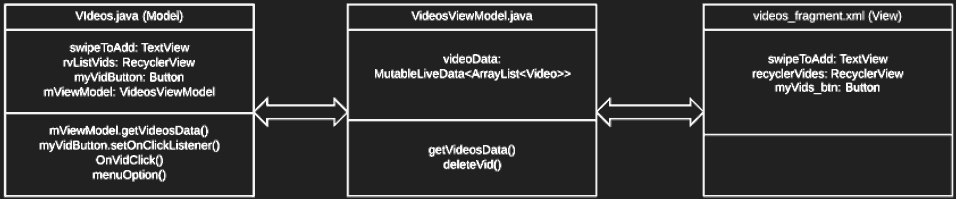 VIdeos.java (Model)
swipeToAdd: TextView
rvListVids: RecyclerView
myVidButton: Button
mViewModel: VideosViewModel
mViewModel.getVideosData()
myVidButton.setOnClickListener()
OnVidClick()
menuOption()
VideosViewModel.java
videoData:
MutableLiveData<ArrayList<Video>>
getVideosData()
deleteVid()
videos_fragment.xml (View)
swipeToAdd: TextView
recyclerVides: RecyclerView
myVids_btn: Button